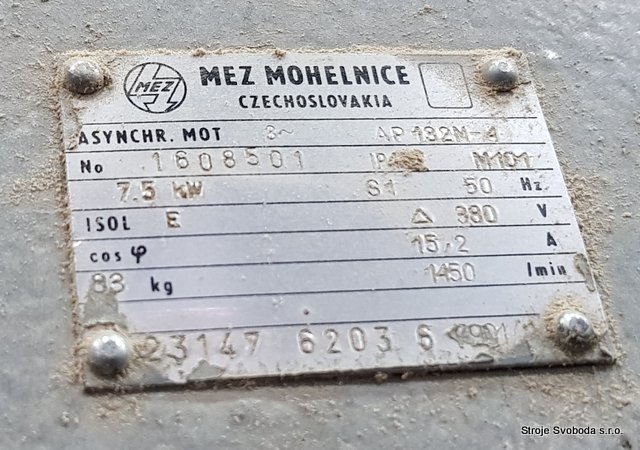 MEZ MEZ MOHELNICE
CZECHOSLOVAKIA
ASYNCHR. MOT 3~ AP 132M-4
No 1608501 IP M101
7.5 kW S1 50 Hz
ISOL E △ 380 V
cos φ 15,2 A
83 kg 1450 1min
23147 6203 6
Stroje Svoboda s.r.o.